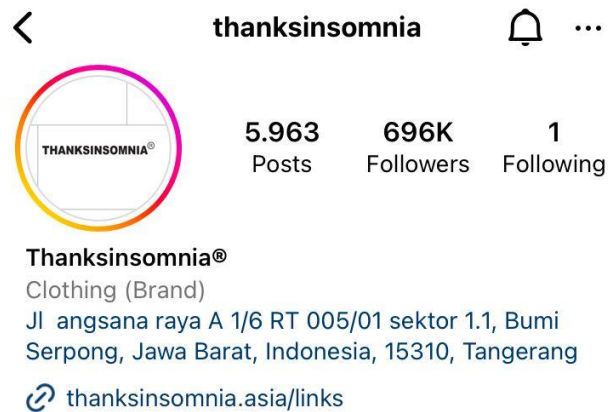 thanksinsomnia
THANKSINSOMNIA®
5.963
Posts
696K
Followers
1
Following
Thanksinsomnia®
Clothing (Brand)
Jl angsana raya A 1/6 RT 005/01 sektor 1.1, Bumi
Serpong, Jawa Barat, Indonesia, 15310, Tangerang
thanksinsomnia.asia/links